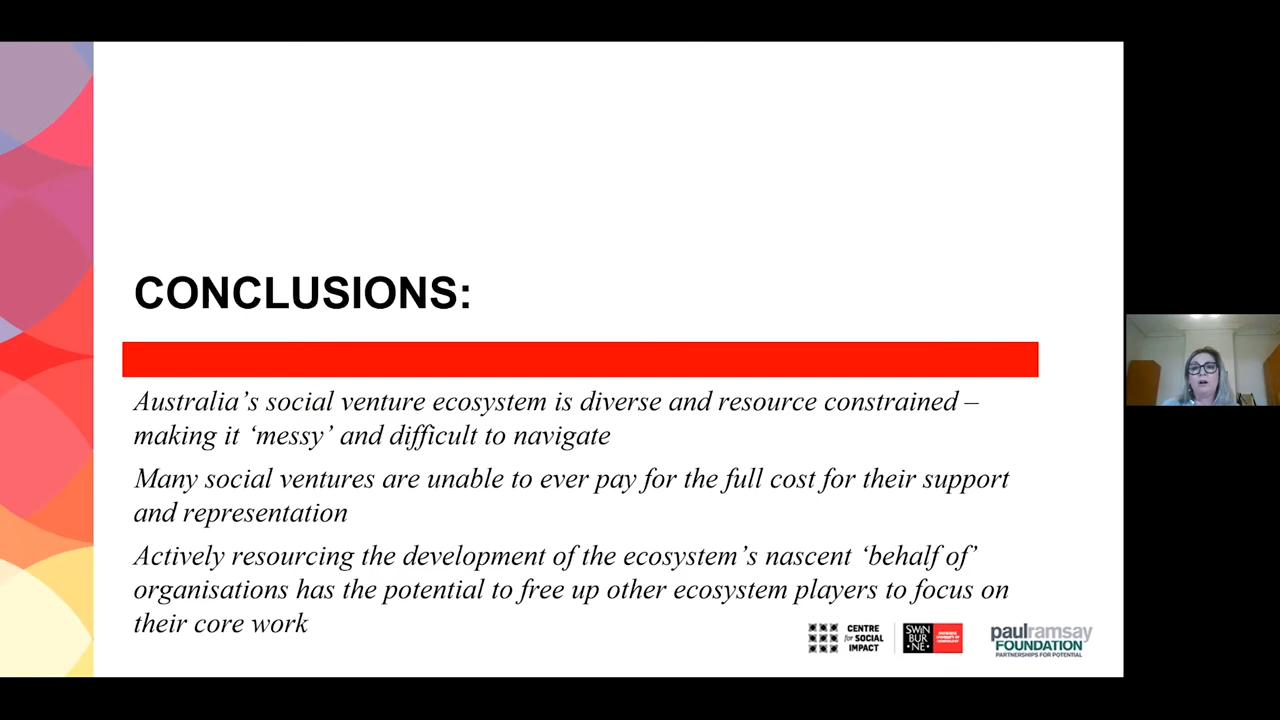 CONCLUSIONS:
Australia’s social venture ecosystem is diverse and resource constrained –
making it ‘messy’ and difficult to navigate
Many social ventures are unable to ever pay for the full cost for their support
and representation
Actively resourcing the development of the ecosystem’s nascent ‘behalf of’
organisations has the potential to free up other ecosystem players to focus on
their core work
CENTRE
for SOCIAL
IMPACT
SWIN
BUR
•NE•
paulramsay
FOUNDATION
PARTNERSHIPS FOR POTENTIAL